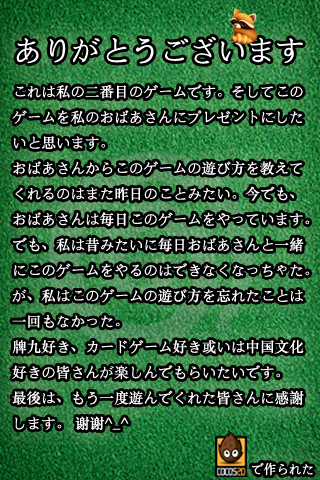 ありがとうございます
これは私の二番目のゲームです。そしてこの
ゲームを私のおばあさんにプレゼントにした
いと思います。
おばあさんからこのゲームの遊び方を教えて
くれるのはまた昨日のことみたい。今でも、
おばあさんは毎日このゲームをやっています。
でも、私は昔みたいに毎日おばあさんと一緒
にこのゲームをやるのはできなくなっちゃた。
が、私はこのゲームの遊び方を忘れたことは
一回もなかった。
牌九好き、カードゲーム好き或いは中国文化
好きの皆さんが楽しんでもらいたいです。
最後は、もう一度遊んでくれた皆さんに感謝
します。 谢谢^_^
COCOS2D で作られた